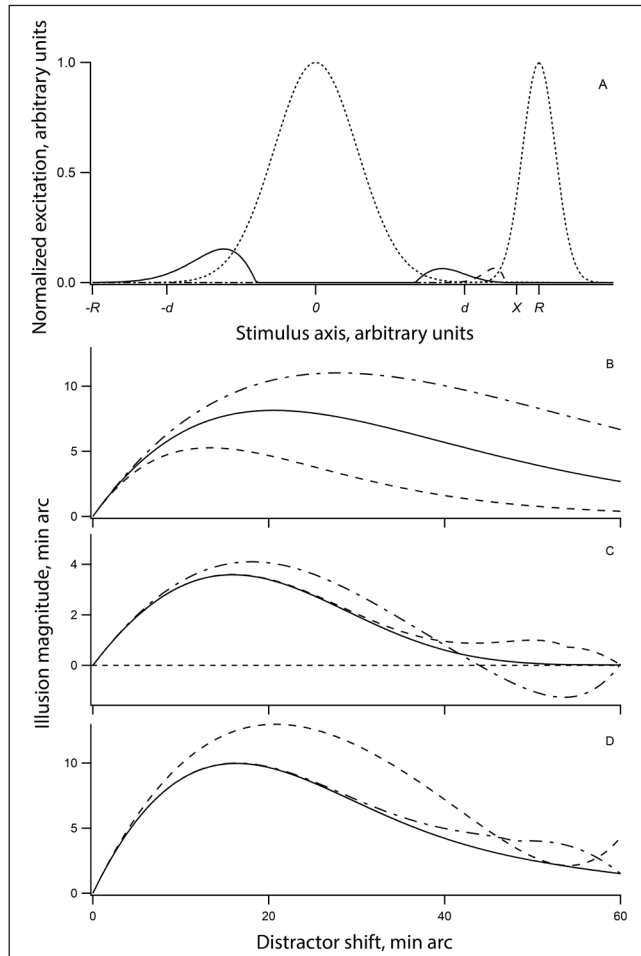 Normalized excitation, arbitrary units
A
1.0
0.5
0.0
-R
-d
0
d
X
R
Stimulus axis, arbitrary units
Illusion magnitude, min arc
B
10
5
0
C
4
2
0
D
10
5
0
0
20
40
60
Distractor shift, min arc